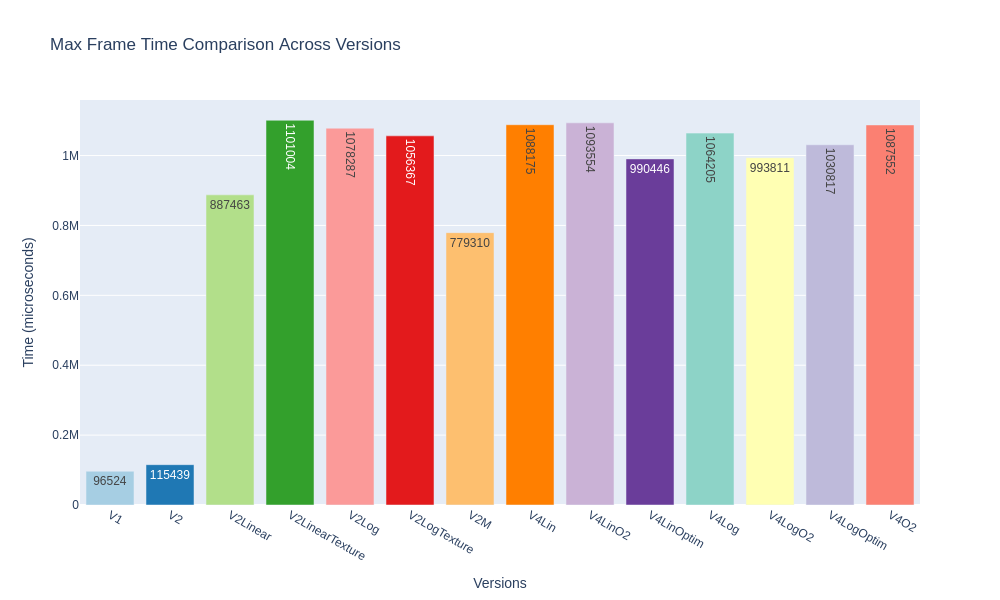 Max Frame Time Comparison Across Versions
Time (microseconds)
1M
0.8M
0.6M
0.4M
0.2M
0
96524
115439
887463
1101004
1078287
1056367
779310
1088175
1093554
990446
1064205
993811
1030817
1087552
V1
V2
V2Linear
V2LinearTexture
V2Log
V2LogTexture
V2M
V4Lin
V4LinO2
V4LinOptim
V4Log
V4LogO2
V4LogOptim
V4O2
Versions